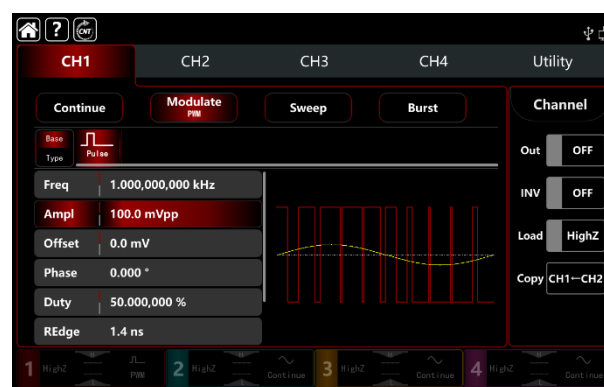 ? CNT
CH1 CH2 CH3 CH4 Utility
Continue Modulate Sweep Burst Channel
PWM
Base
Type Pulse
Out OFF
Freq 1.000,000,000 kHz
INV OFF
Ampl 100.0 mVpp
Offset 0.0 mV
Load HighZ
Phase 0.000 °
Copy CH1←CH2
Duty 50.000,000 %
REdge 1.4 ns
1 HighZ PWM 2 HighZ Continue 3 HighZ Continue 4 HighZ Continue